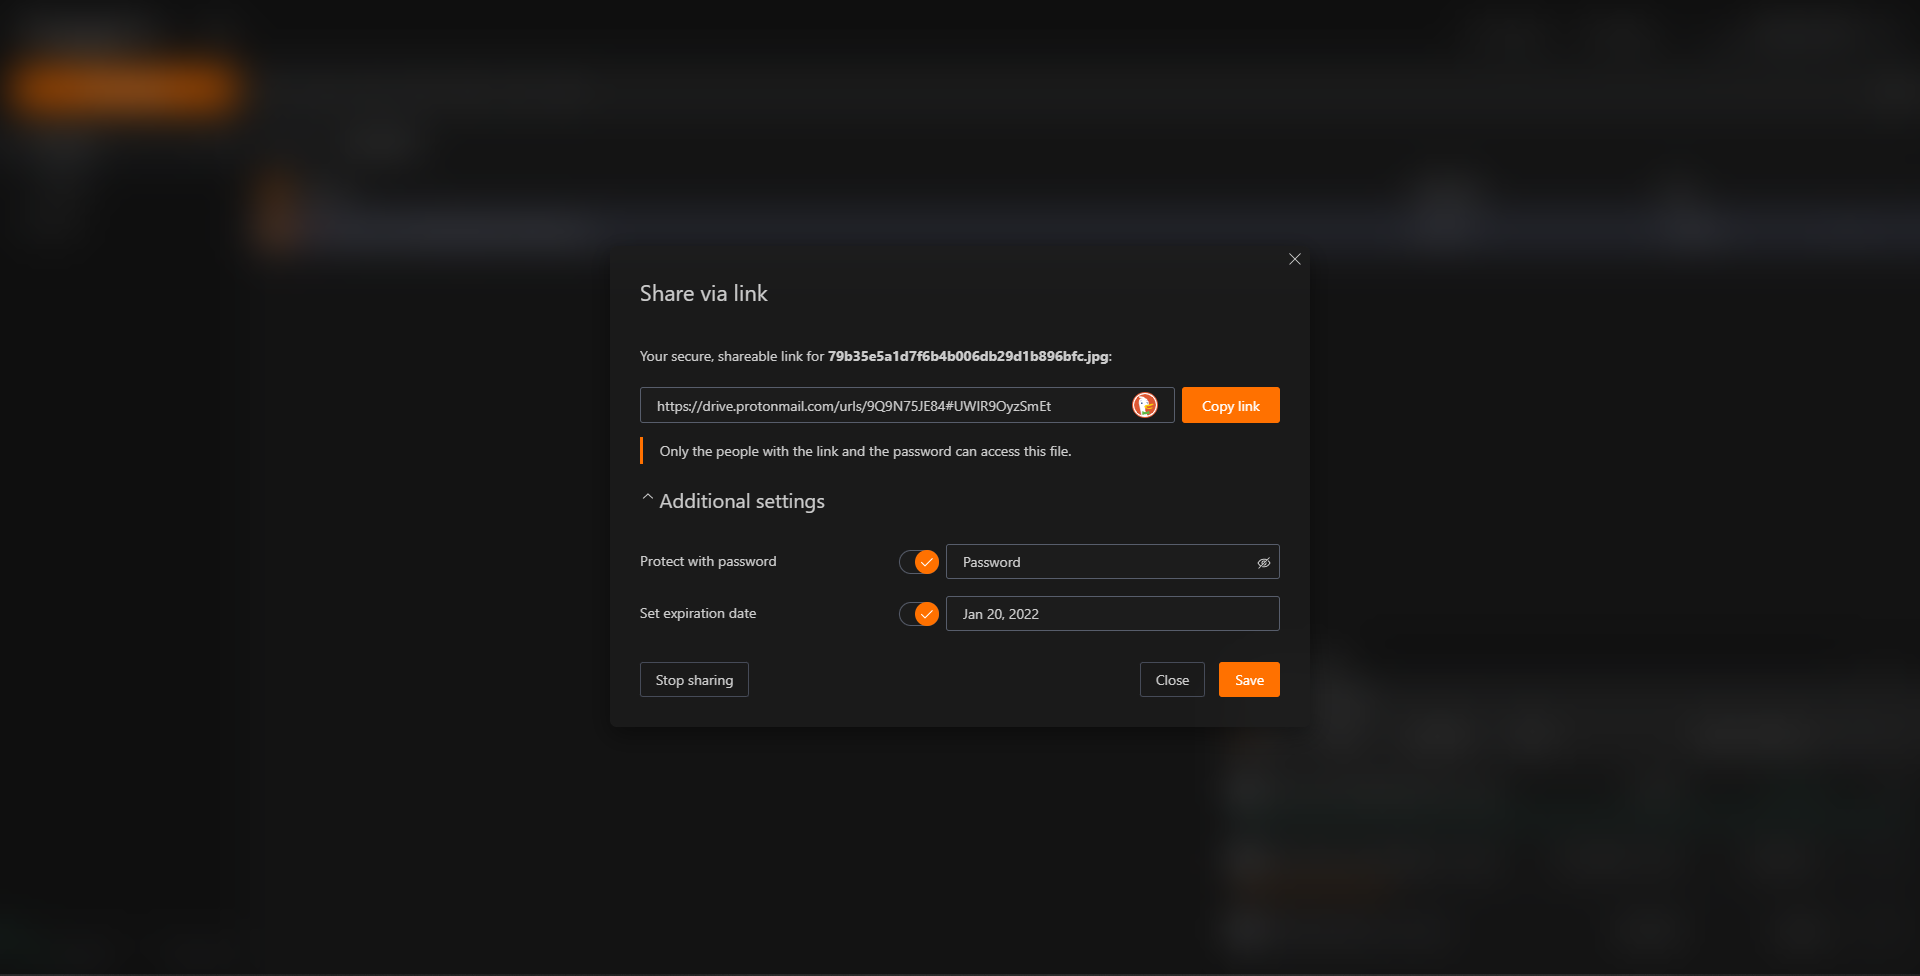 Share via link
Your secure, shareable link for 79b35e5a1d7f6b4b006db29d1b896bfc.jpg:
https://drive.protonmail.com/urls/9Q9N75JE84#UWIR9OyzSmEt
Copy link
Only the people with the link and the password can access this file.
Additional settings
Protect with password
Password
Set expiration date
Jan 20, 2022
Stop sharing
Close
Save